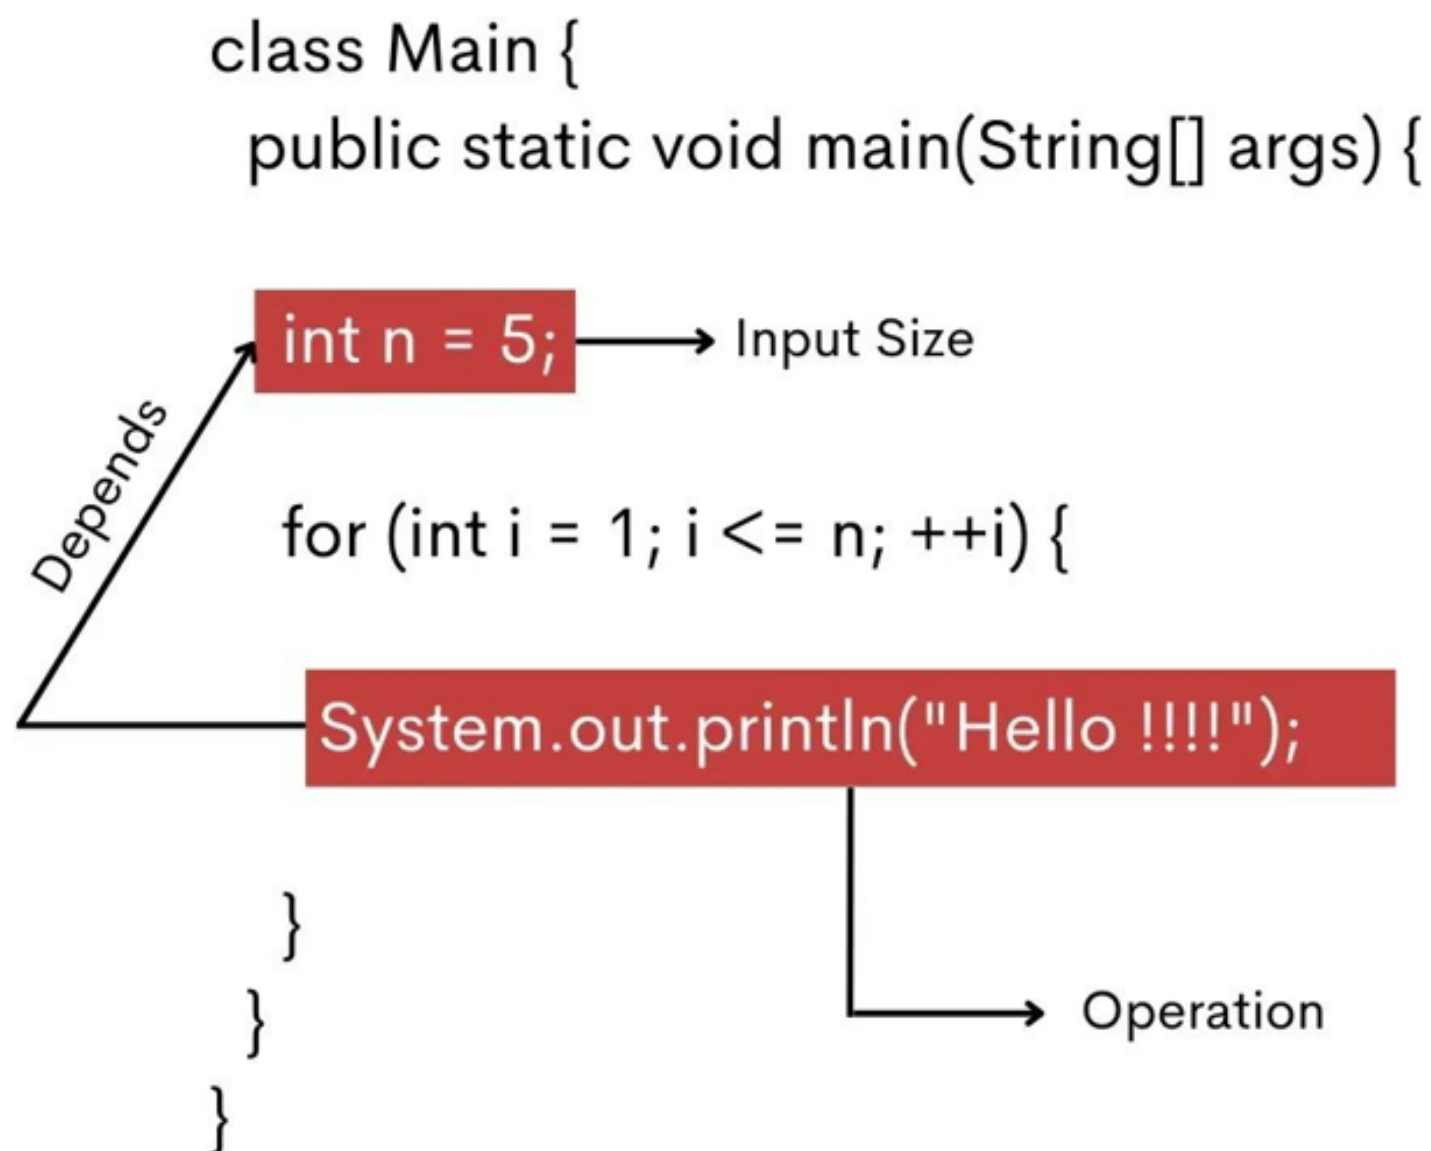 class Main {
public static void main(String[] args) {
int n = 5;
Input Size
Depends
for (int i = 1; i <= n; ++i) {
System.out.println("Hello !!!!");
}
Operation
}
}